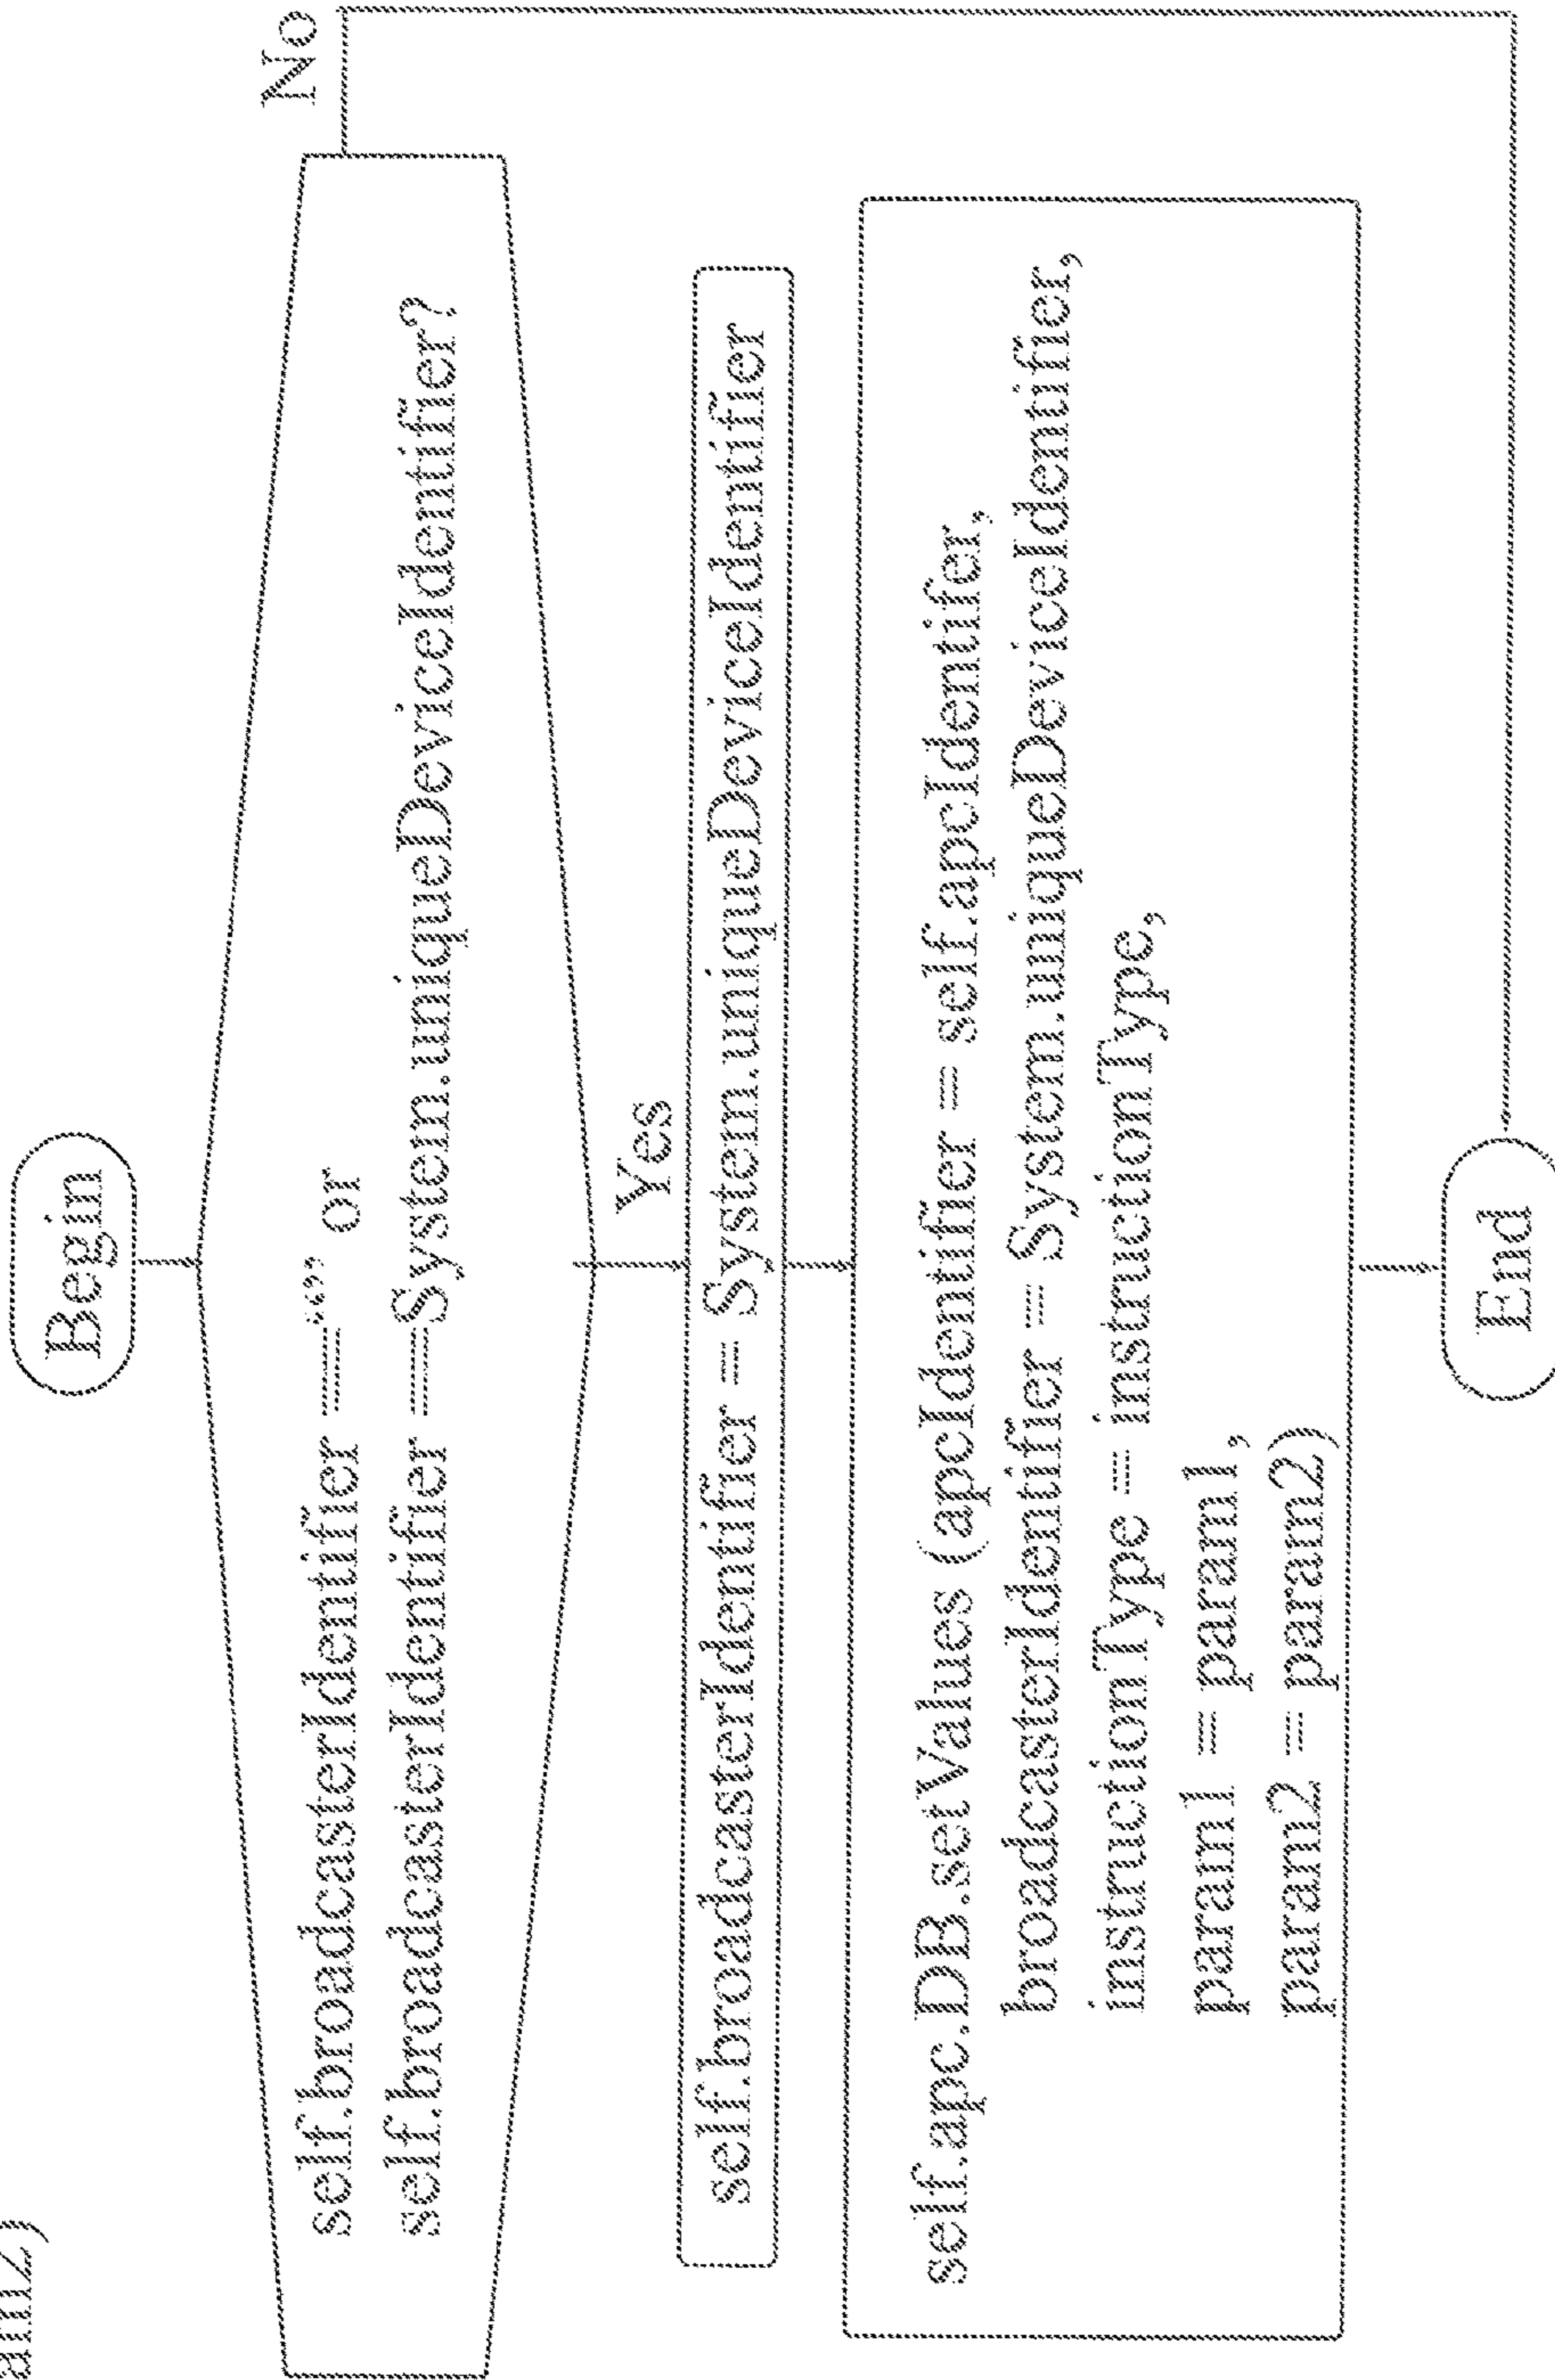 Begin
self.broadcasterIdentifier ==“” or
self.broadcasterIdentifier ==System.uniqueDeviceIdentifier?
No
Yes
self.broadcasterIdentifier = System.uniqueDeviceIdentifier
self.apc.DB.setValues (apcIdentifier = self.apcIdentifer,
broadcasterIdentifier = System.uniqueDeviceIdentifier,
instructionType = instructionType,
param1 = param1,
param2 = param2)
End